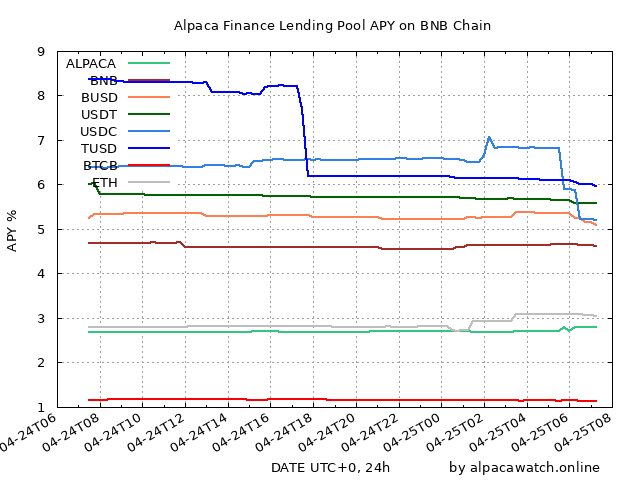 Alpaca Finance Lending Pool APY on BNB Chain
9
8
7
6
5
4
3
2
1
APY %
ALPACA
BNB
BUSD
USDT
USDC
TUSD
BTCB
ETH
04-24T06
04-24T08
04-24T10
04-24T12
04-24T14
04-24T16
04-24T18
04-24T20
04-24T22
04-25T00
04-25T02
04-25T04
04-25T06
04-25T08
DATE UTC+0, 24h
by alpacawatch.online